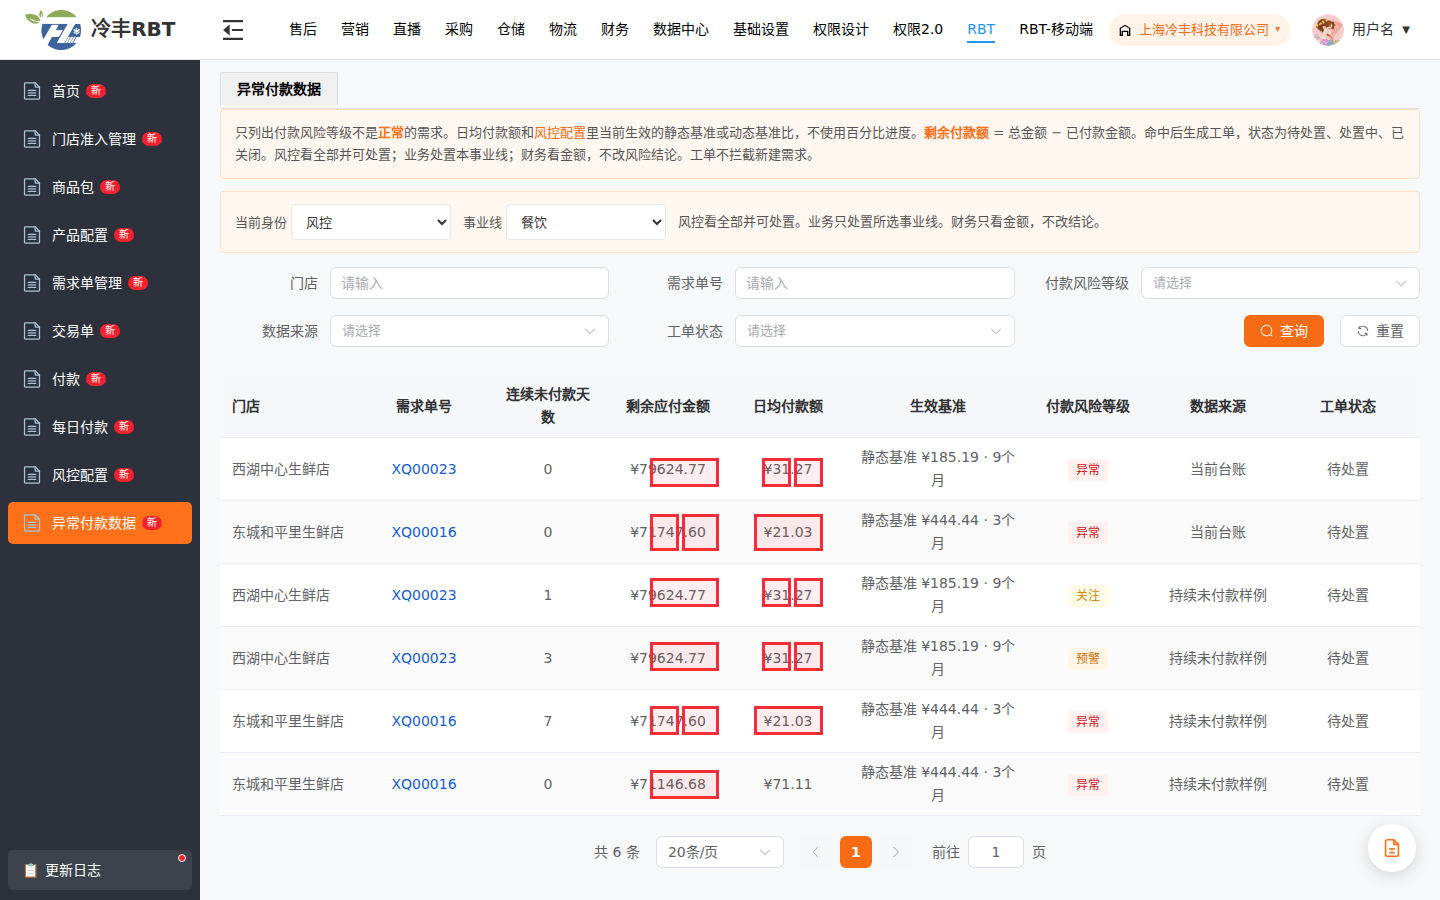 冷丰RBT
售后 营销 直播 采购 仓储 物流 财务 数据中心 基础设置 权限设计 权限2.0 RBT RBT-移动端 上海冷丰科技有限公司 ▾ 用户名 ▼
首页 新
门店准入管理 新
商品包 新
产品配置 新
需求单管理 新
交易单 新
付款 新
每日付款 新
风控配置 新
异常付款数据 新
更新日志
异常付款数据
只列出付款风险等级不是正常的需求。日均付款额和风控配置里当前生效的静态基准或动态基准比，不使用百分比进度。剩余付款额 = 总金额 − 已付款金额。命中后生成工单，状态为待处置、处置中、已
关闭。风控看全部并可处置；业务处置本事业线；财务看金额，不改风险结论。工单不拦截新建需求。
当前身份 风控 事业线 餐饮 风控看全部并可处置。业务只处置所选事业线。财务只看金额，不改结论。
门店 请输入 需求单号 请输入 付款风险等级 请选择
数据来源 请选择 工单状态 请选择 查询 重置
门店 需求单号 连续未付款天数 剩余应付金额 日均付款额 生效基准 付款风险等级 数据来源 工单状态
西湖中心生鲜店 XQ00023 0 ¥79624.77 ¥31.27 静态基准 ¥185.19 · 9个月 异常 当前台账 待处置
东城和平里生鲜店 XQ00016 0 ¥71747.60 ¥21.03 静态基准 ¥444.44 · 3个月 异常 当前台账 待处置
西湖中心生鲜店 XQ00023 1 ¥79624.77 ¥31.27 静态基准 ¥185.19 · 9个月 关注 持续未付款样例 待处置
西湖中心生鲜店 XQ00023 3 ¥79624.77 ¥31.27 静态基准 ¥185.19 · 9个月 预警 持续未付款样例 待处置
东城和平里生鲜店 XQ00016 7 ¥71747.60 ¥21.03 静态基准 ¥444.44 · 3个月 异常 持续未付款样例 待处置
东城和平里生鲜店 XQ00016 0 ¥71146.68 ¥71.11 静态基准 ¥444.44 · 3个月 异常 持续未付款样例 待处置
共 6 条 20条/页 1 前往 1 页